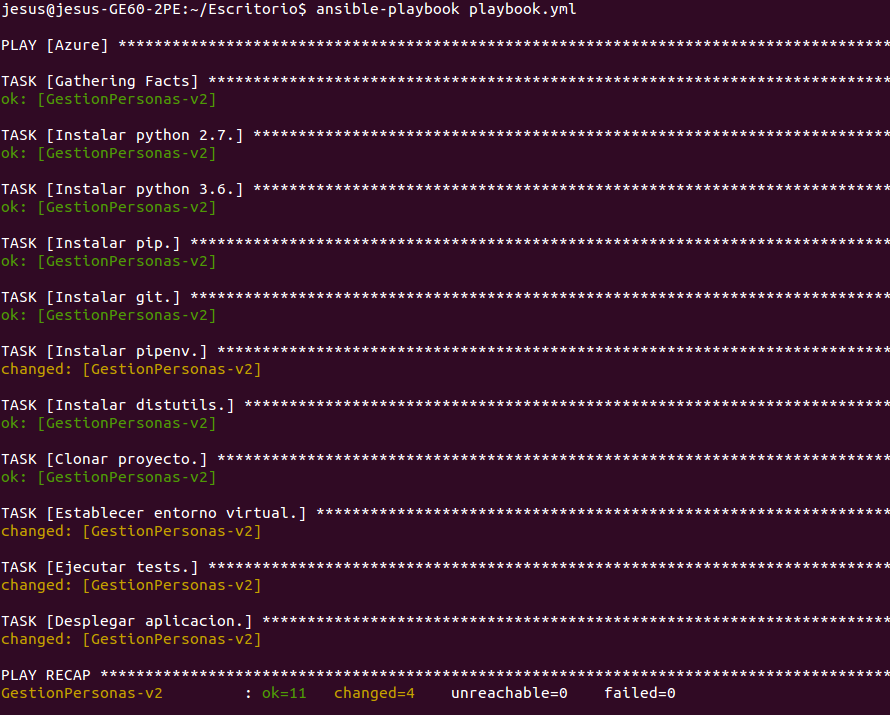 jesus@jesus-GE60-2PE:~/Escritorio$ ansible-playbook playbook.yml
PLAY [Azure] **************************************************************************************
TASK [Gathering Facts] ****************************************************************************
ok: [GestionPersonas-v2]
TASK [Instalar python 2.7.] ***********************************************************************
ok: [GestionPersonas-v2]
TASK [Instalar python 3.6.] ***********************************************************************
ok: [GestionPersonas-v2]
TASK [Instalar pip.] ******************************************************************************
ok: [GestionPersonas-v2]
TASK [Instalar git.] ******************************************************************************
ok: [GestionPersonas-v2]
TASK [Instalar pipenv.] ***************************************************************************
changed: [GestionPersonas-v2]
TASK [Instalar distutils.] ************************************************************************
ok: [GestionPersonas-v2]
TASK [Clonar proyecto.] ***************************************************************************
ok: [GestionPersonas-v2]
TASK [Establecer entorno virtual.] ****************************************************************
changed: [GestionPersonas-v2]
TASK [Ejecutar tests.] ****************************************************************************
changed: [GestionPersonas-v2]
TASK [Desplegar aplicacion.] **********************************************************************
changed: [GestionPersonas-v2]
PLAY RECAP ****************************************************************************************
GestionPersonas-v2         : ok=11   changed=4    unreachable=0    failed=0